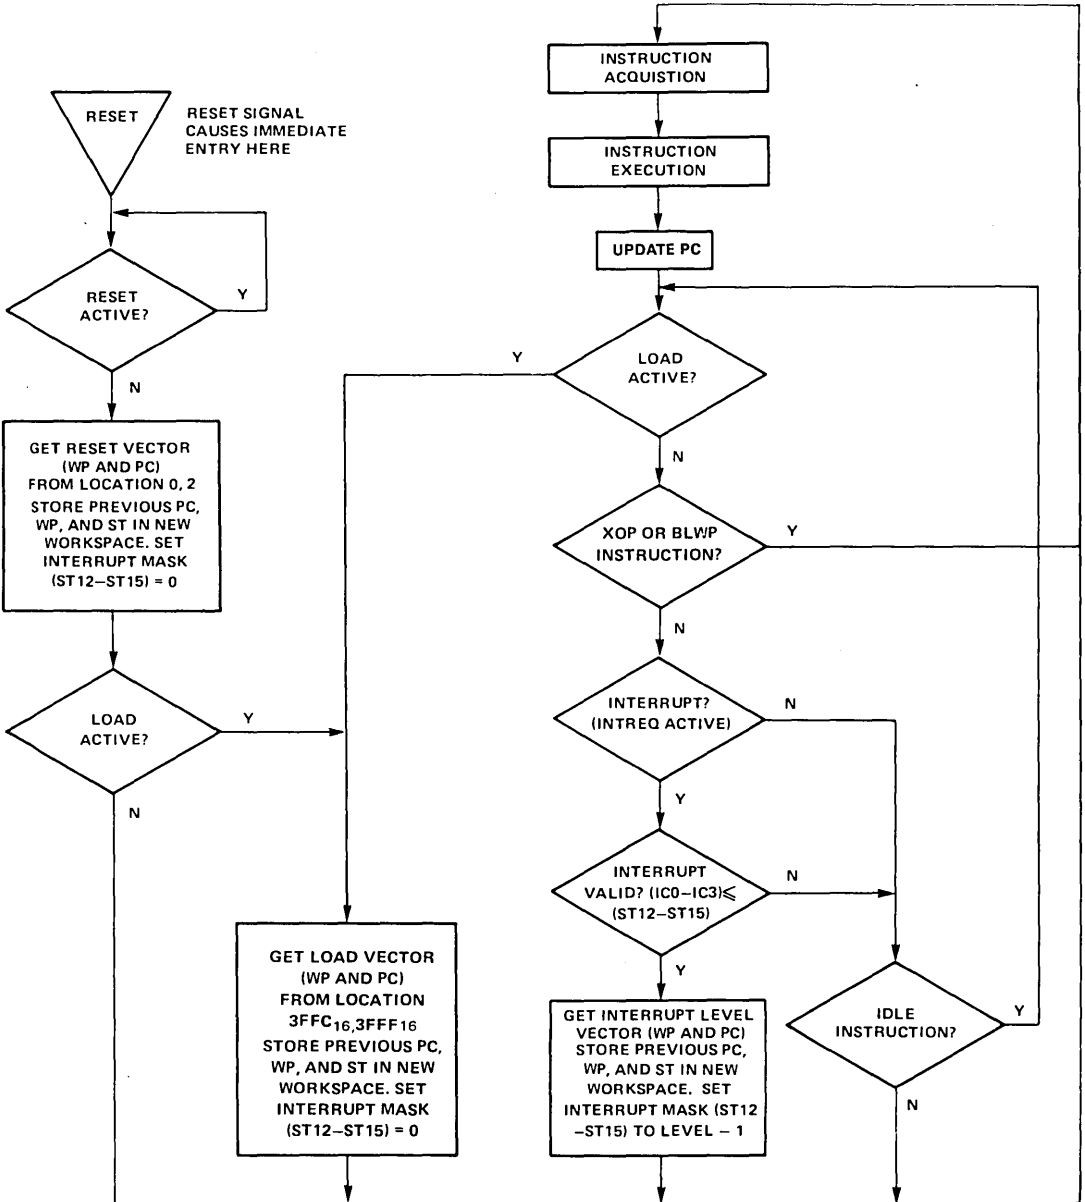 INSTRUCTION
ACQUISTION
RESET
RESET SIGNAL
CAUSES IMMEDIATE
ENTRY HERE
INSTRUCTION
EXECUTION
UPDATE PC
RESET
ACTIVE?
Y
N
LOAD
ACTIVE?
Y
N
GET RESET VECTOR
(WP AND PC)
FROM LOCATION 0, 2
STORE PREVIOUS PC,
WP, AND ST IN NEW
WORKSPACE. SET
INTERRUPT MASK
(ST12–ST15) = 0
XOP OR BLWP
INSTRUCTION?
Y
N
LOAD
ACTIVE?
Y
N
INTERRUPT?
(INTREQ ACTIVE)
N
Y
INTERRUPT
VALID? (IC0–IC3)⩽
(ST12–ST15)
N
Y
GET LOAD VECTOR
(WP AND PC)
FROM LOCATION
3FFC₁₆,3FFF₁₆
STORE PREVIOUS PC,
WP, AND ST IN NEW
WORKSPACE. SET
INTERRUPT MASK
(ST12–ST15) = 0
GET INTERRUPT LEVEL
VECTOR (WP AND PC)
STORE PREVIOUS PC,
WP, AND ST IN NEW
WORKSPACE. SET
INTERRUPT MASK (ST12
–ST15) TO LEVEL – 1
IDLE
INSTRUCTION?
Y
N